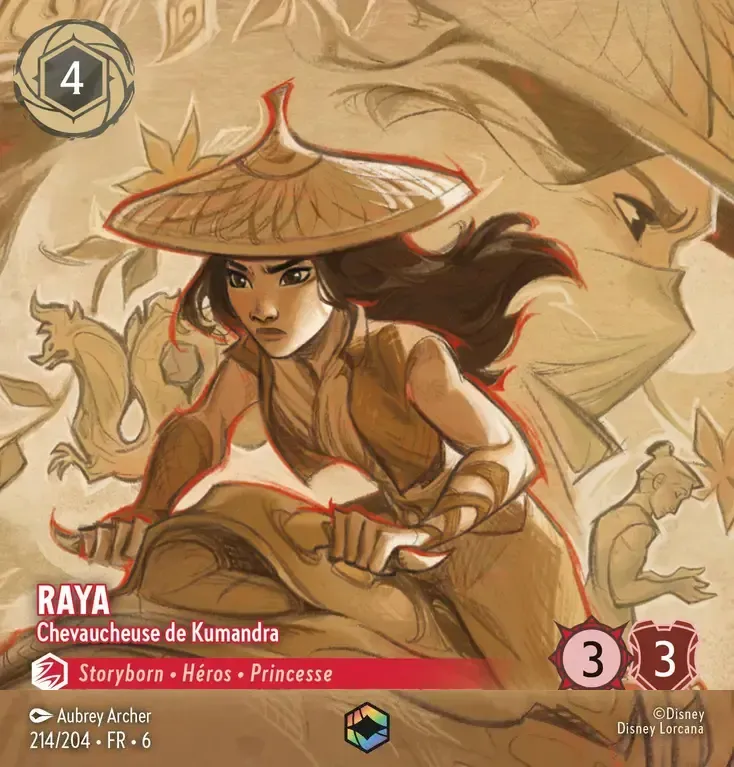 4
RAYA
Chevaucheuse de Kumandra
Storyborn • Héros • Princesse
3 3
Aubrey Archer
214/204 • FR • 6
©Disney
Disney Lorcana